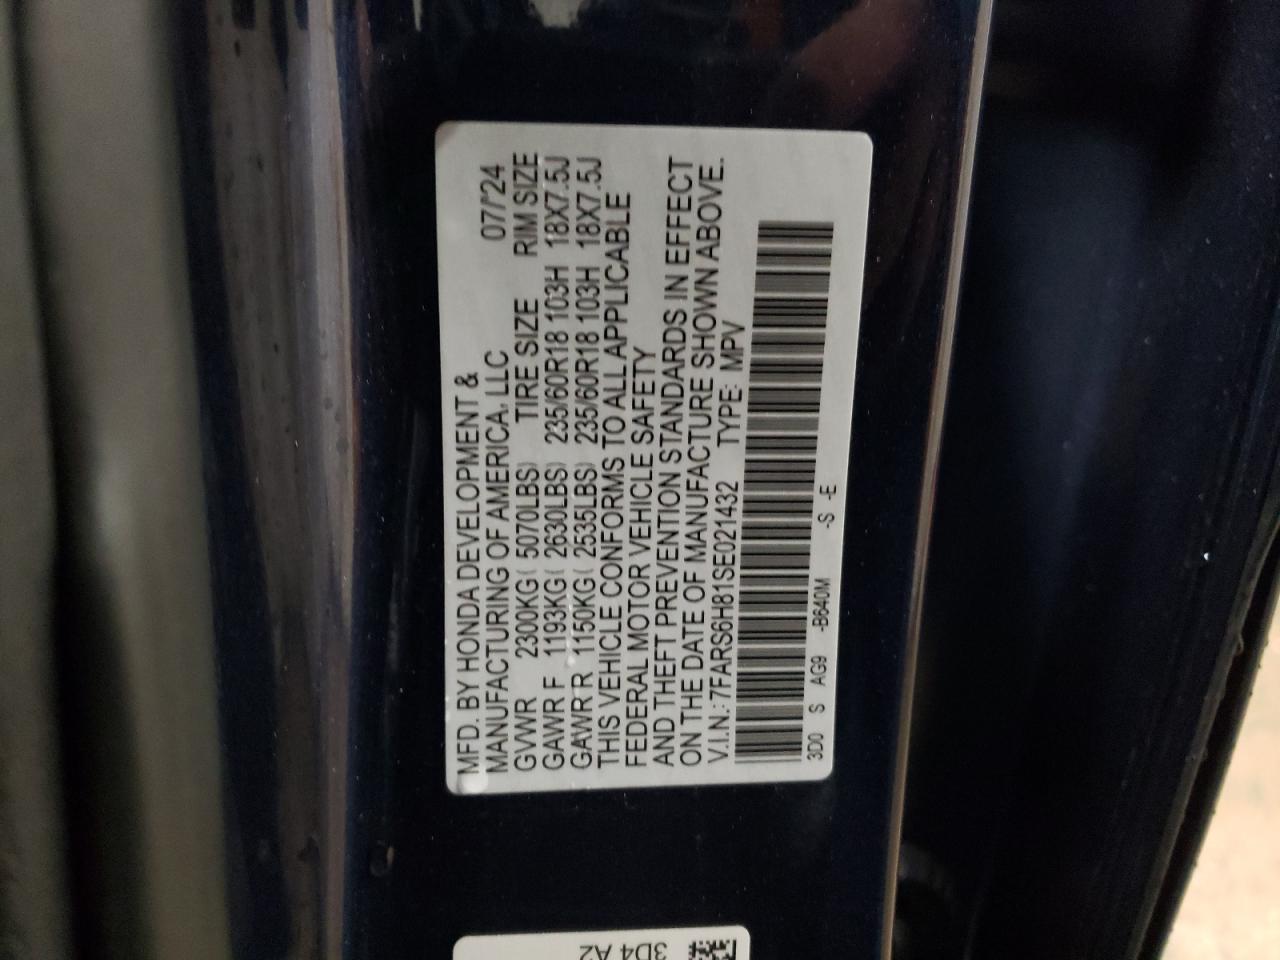 MFD. BY HONDA DEVELOPMENT &
MANUFACTURING OF AMERICA, LLC 07/24
GVWR 2300KG( 5070LBS) TIRE SIZE RIM SIZE
GAWR F 1193KG( 2630LBS) 235/60R18 103H 18X7.5J
GAWR R 1150KG( 2535LBS) 235/60R18 103H 18X7.5J
THIS VEHICLE CONFORMS TO ALL APPLICABLE
FEDERAL MOTOR VEHICLE SAFETY
AND THEFT PREVENTION STANDARDS IN EFFECT
ON THE DATE OF MANUFACTURE SHOWN ABOVE.
V.I.N.: 7FARS6H81SE021432 TYPE: MPV
3D0 S AG9 -B640M -S -E
3D4 A2